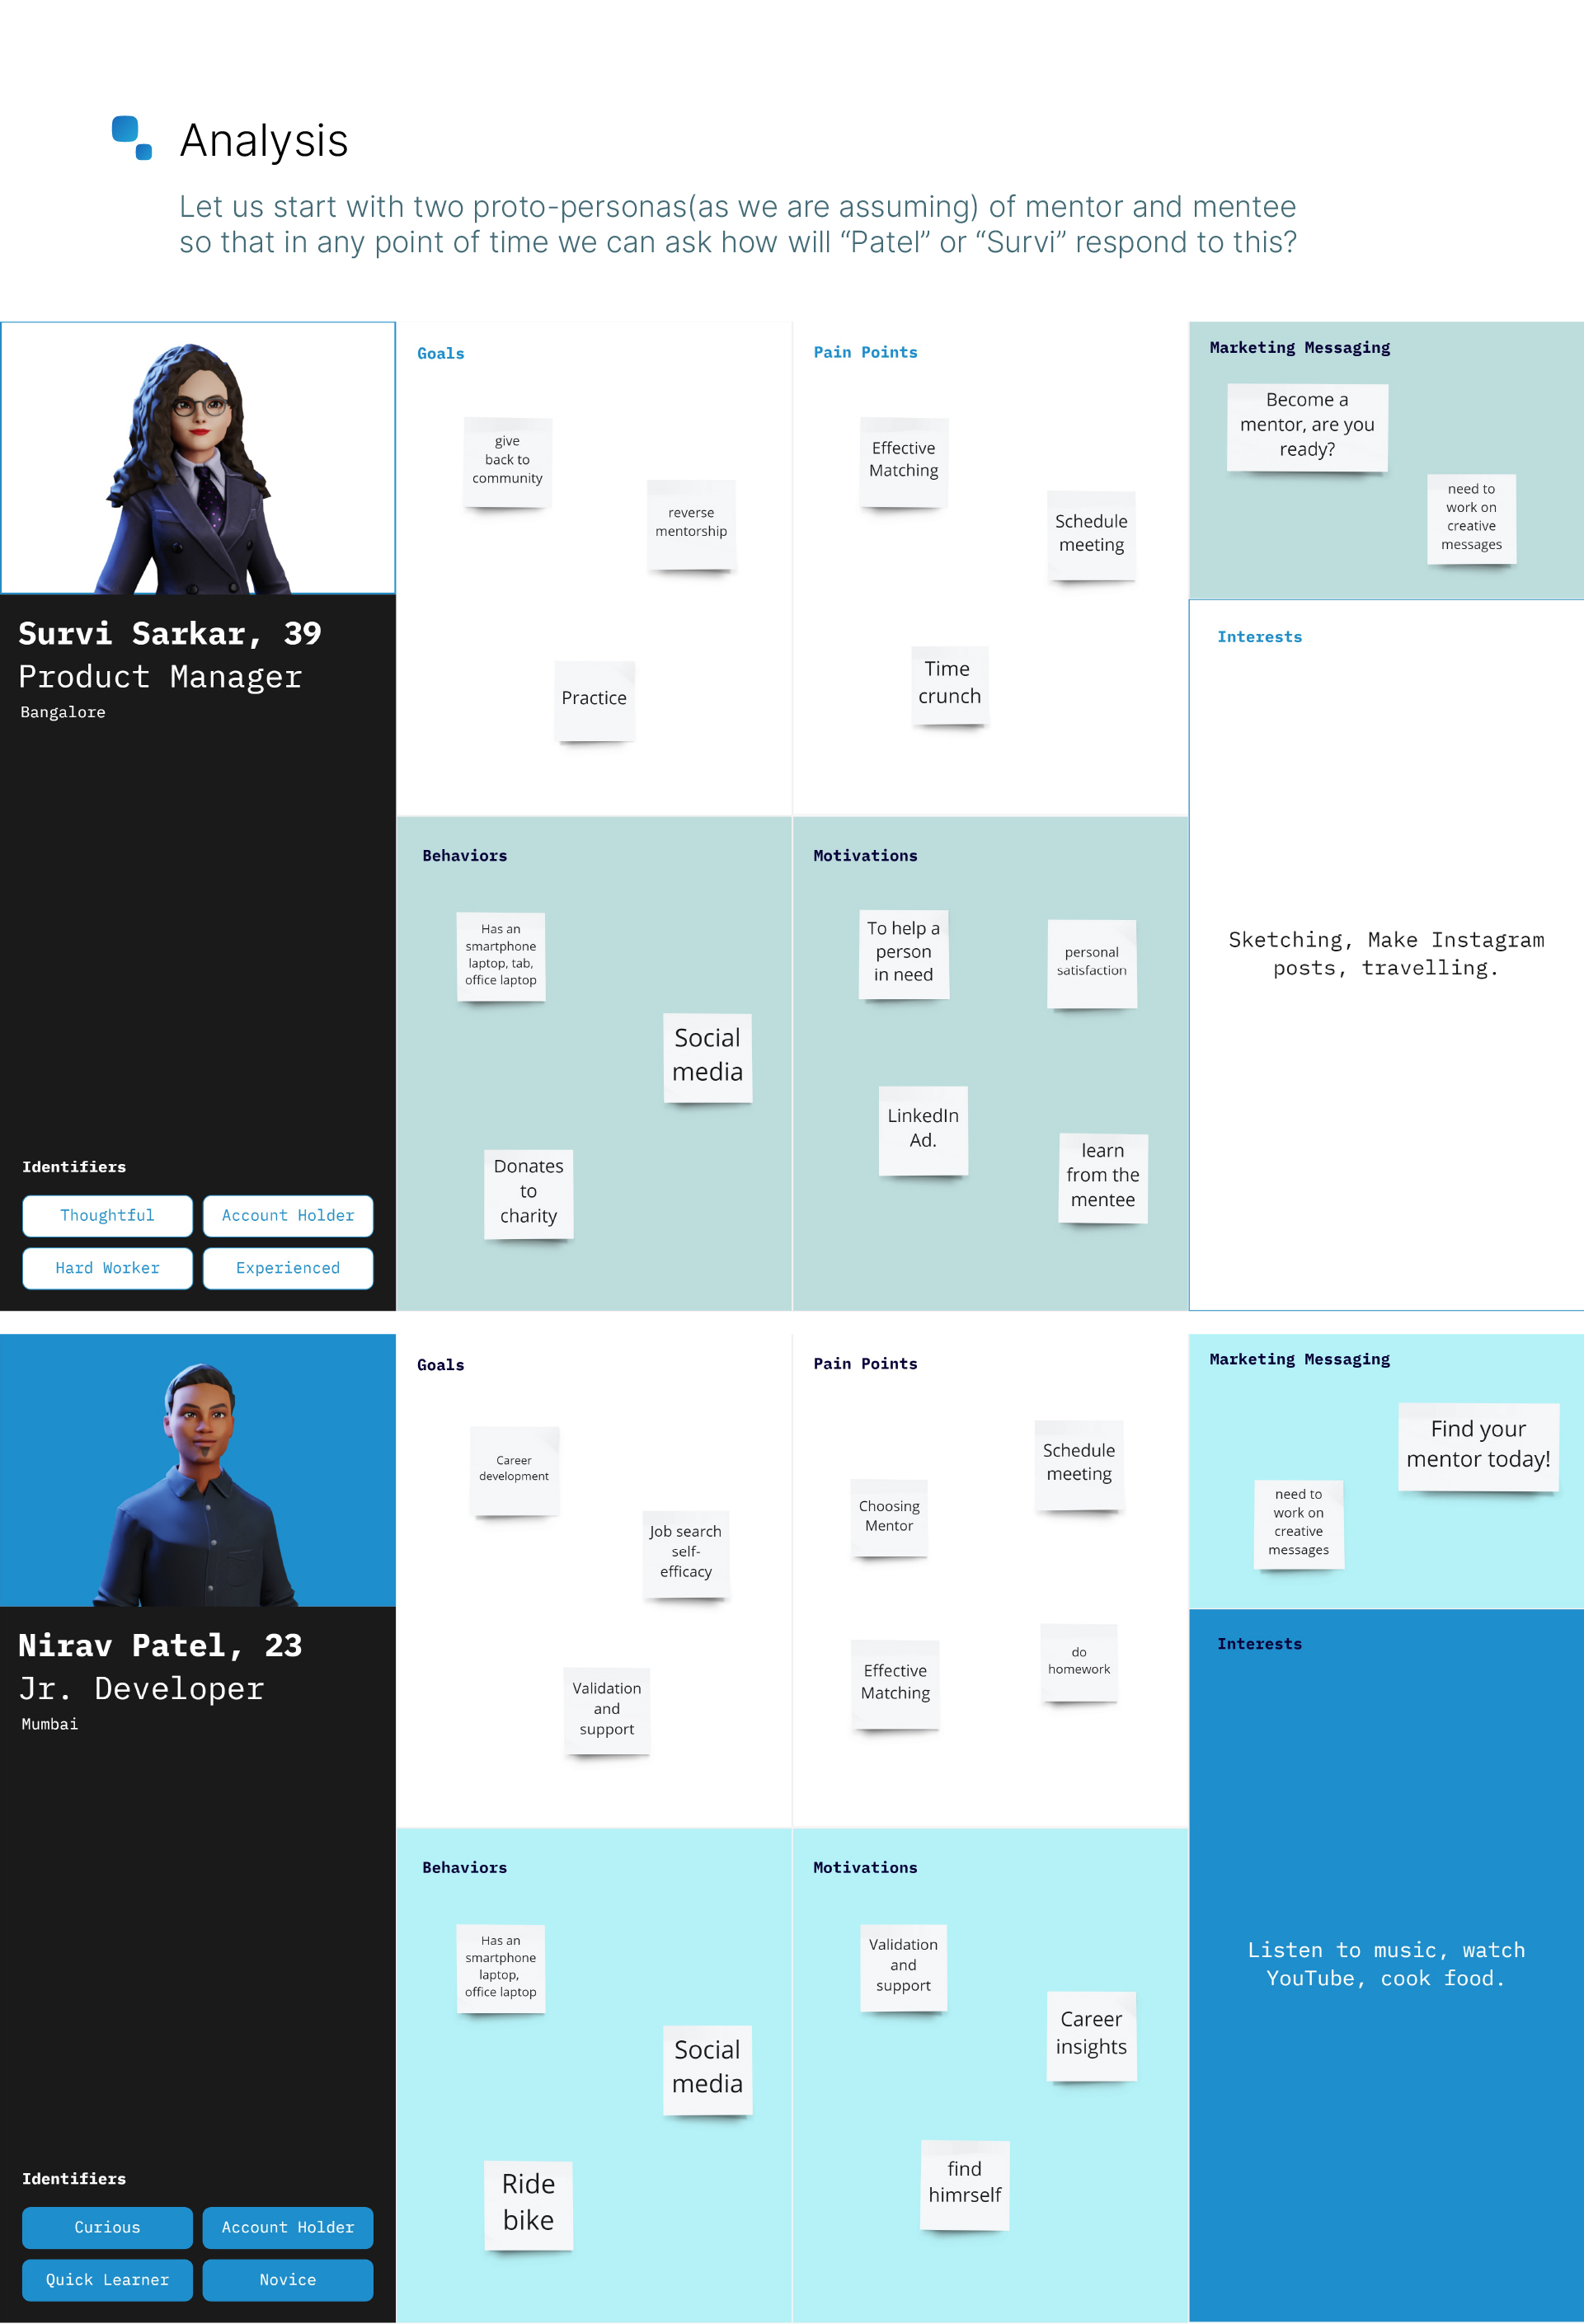 Analysis
Let us start with two proto-personas(as we are assuming) of mentor and mentee
so that in any point of time we can ask how will “Patel” or “Survi” respond to this?
Survi Sarkar, 39
Product Manager
Bangalore
Identifiers
Thoughtful
Account Holder
Hard Worker
Experienced
Goals
give
back to
community
reverse
mentorship
Practice
Pain Points
Effective
Matching
Schedule
meeting
Time
crunch
Behaviors
Has an
smartphone
laptop, tab,
office laptop
Social
media
Donates
to
charity
Motivations
To help a
person
in need
personal
satisfaction
LinkedIn
Ad.
learn
from the
mentee
Marketing Messaging
Become a
mentor, are you
ready?
need to
work on
creative
messages
Interests
Sketching, Make Instagram
posts, travelling.
Nirav Patel, 23
Jr. Developer
Mumbai
Identifiers
Curious
Account Holder
Quick Learner
Novice
Goals
Career
development
Job search
self-
efficacy
Validation
and
support
Pain Points
Schedule
meeting
Choosing
Mentor
Effective
Matching
do
homework
Behaviors
Has an
smartphone
laptop,
office laptop
Social
media
Ride
bike
Motivations
Validation
and
support
Career
insights
find
himrself
Marketing Messaging
Find your
mentor today!
need to
work on
creative
messages
Interests
Listen to music, watch
YouTube, cook food.